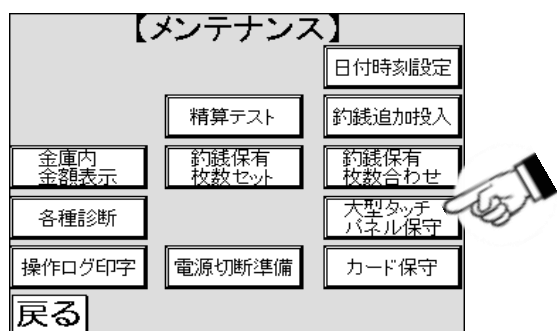 【メンテナンス】
日付時刻設定
精算テスト
釣銭追加投入
金庫内
金額表示
釣銭保有
枚数セット
釣銭保有
枚数合わせ
各種診断
大型タッチ
パネル保守
操作ログ印字
電源切断準備
カード保守
戻る